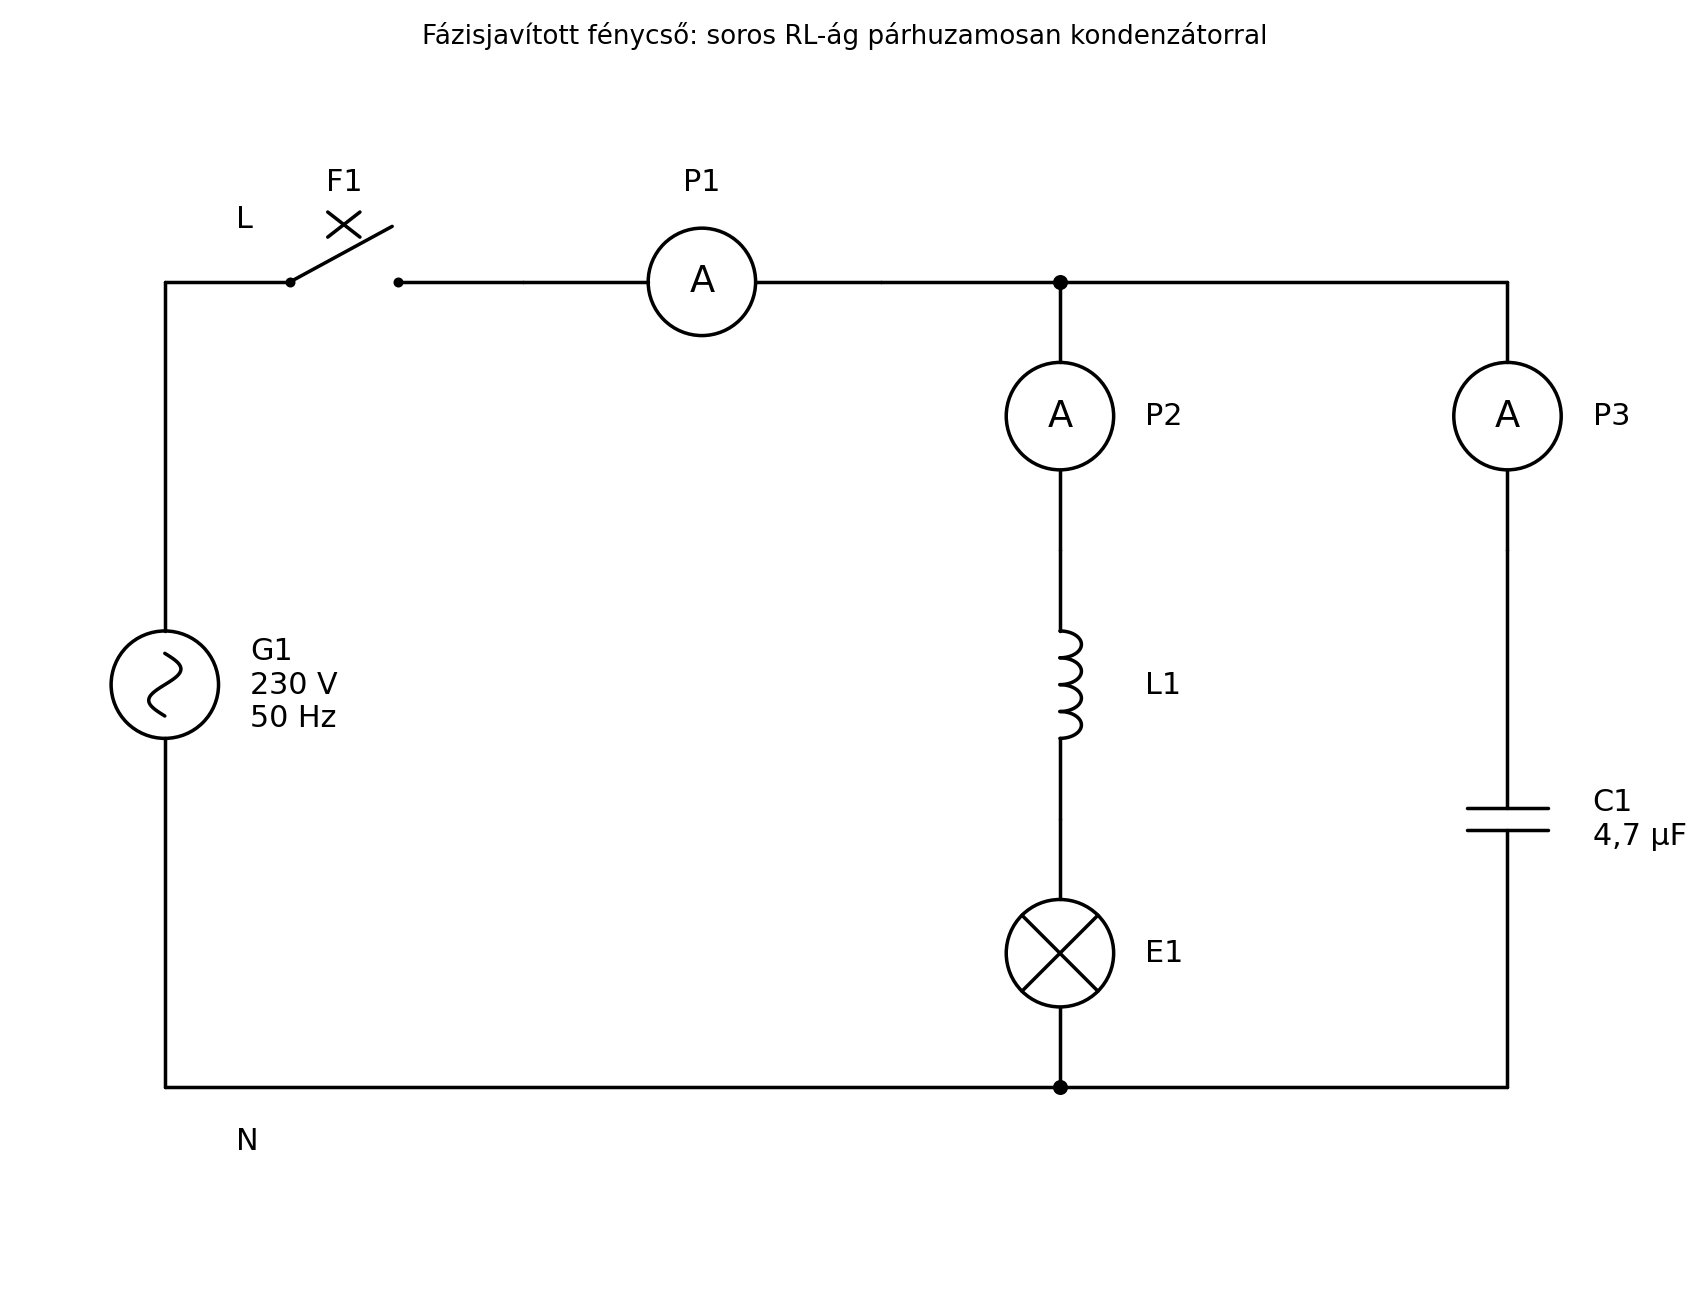 Fázisjavított fénycső: soros RL-ág párhuzamosan kondenzátorral
F1
P1
L
A
A
P2
A
P3
G1
230 V
50 Hz
L1
C1
4,7 µF
E1
N